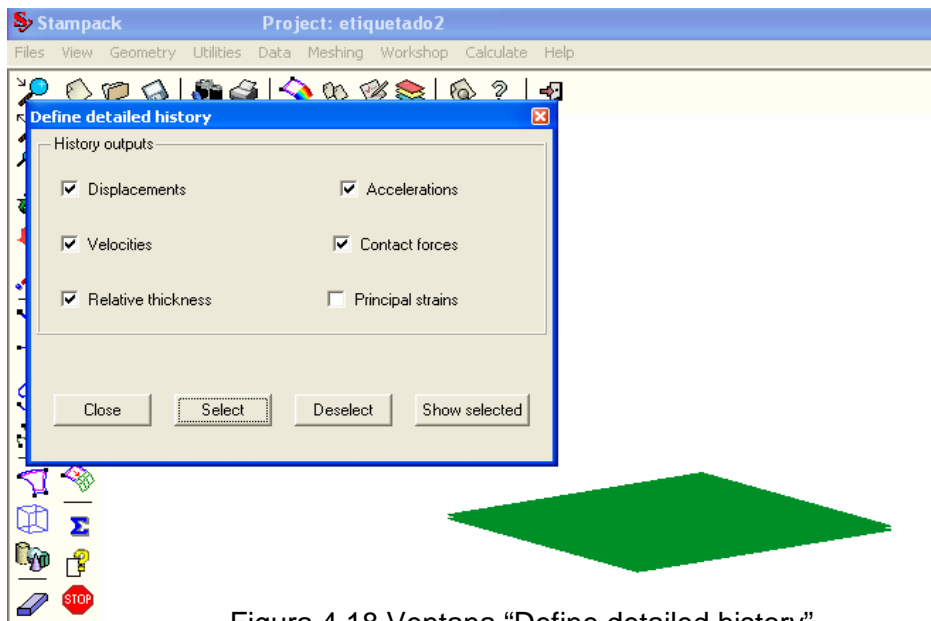 Stampack Project: etiquetado2
Files View Geometry Utilities Data Meshing Workshop Calculate Help
Define detailed history
History outputs
Displacements Accelerations
Velocities Contact forces
Relative thickness Principal strains
Close Select Deselect Show selected
STOP
Figura 4.18 Ventana “Define detailed history”